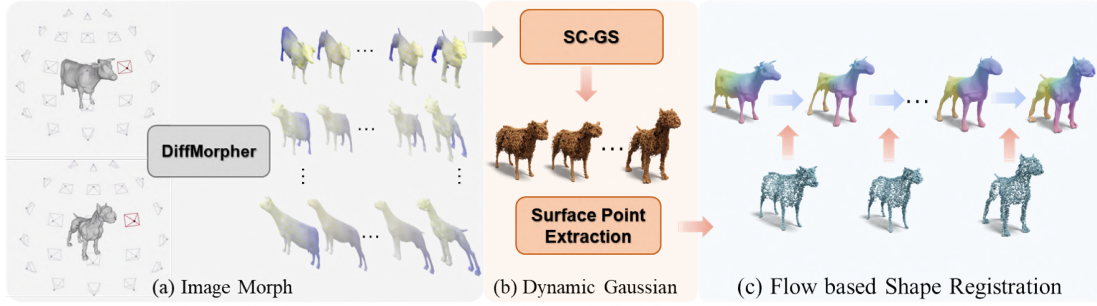 DiffMorpher
(a) Image Morph
SC-GS
Surface Point
Extraction
(b) Dynamic Gaussian
(c) Flow based Shape Registration